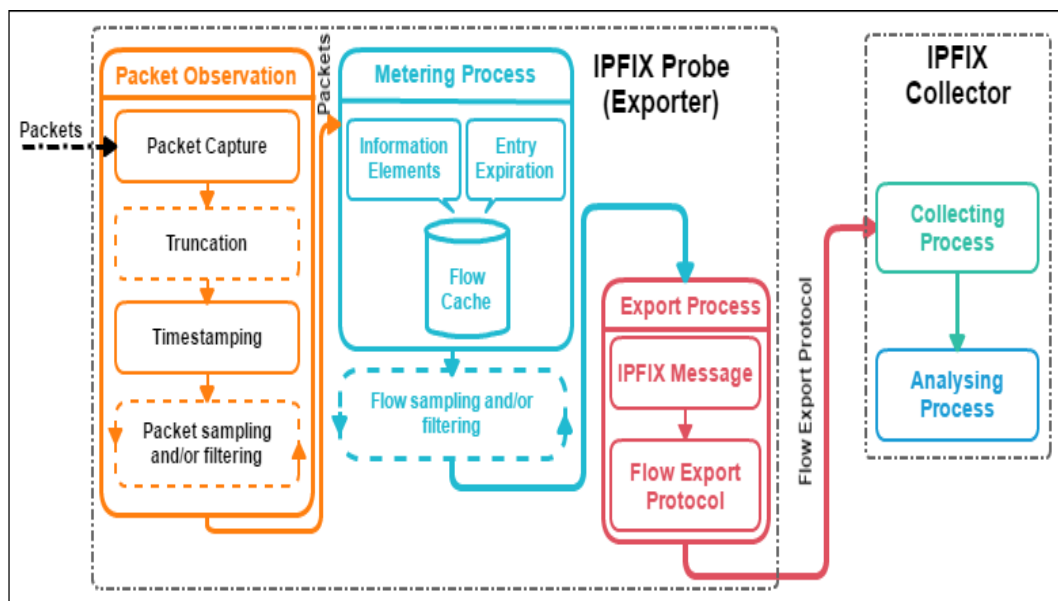 Packets
Packet Observation
Packet Capture
Truncation
Timestamping
Packet sampling
and/or filtering
Packets
Metering Process
Information
Elements
Entry
Expiration
Flow
Cache
Flow sampling and/or
filtering
IPFIX Probe
(Exporter)
Export Process
IPFIX Message
Flow Export
Protocol
Flow Export Protocol
IPFIX
Collector
Collecting
Process
Analysing
Process